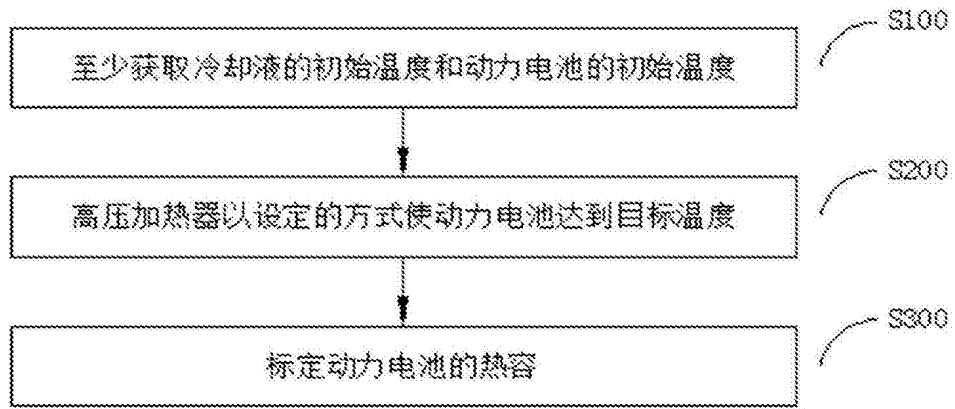 S100
至少获取冷却液的初始温度和动力电池的初始温度
S200
高压加热器以设定的方式使动力电池达到目标温度
S300
标定动力电池的热容